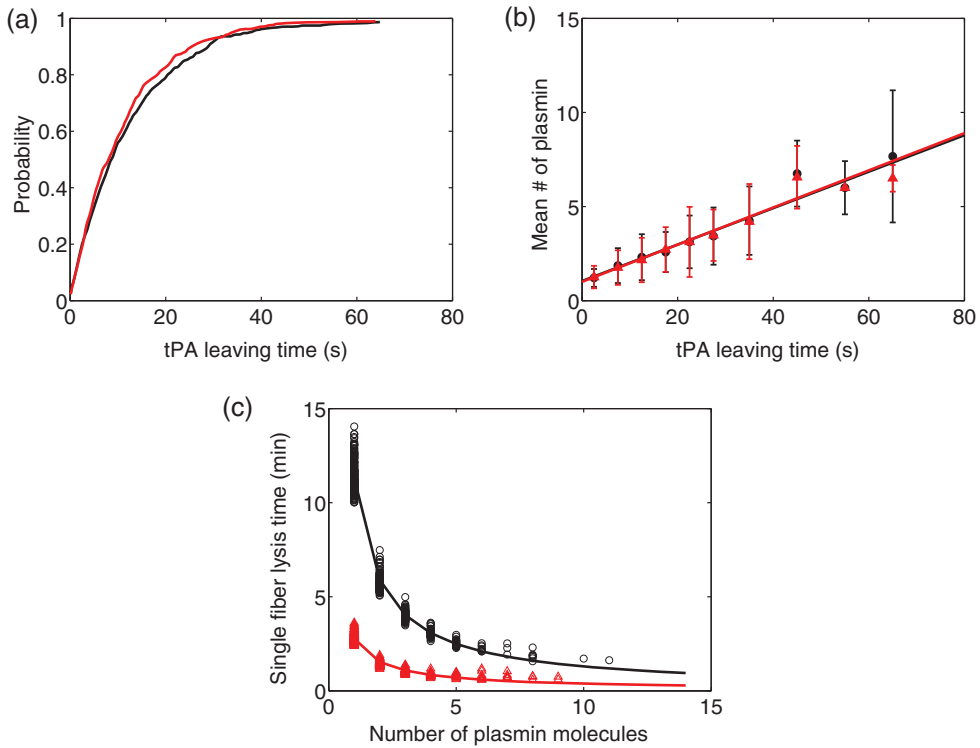 (a)
1
0.8
0.6
0.4
0.2
0
Probability
0 20 40 60 80
tPA leaving time (s)
(b)
15
10
5
0
Mean # of plasmin
0 20 40 60 80
tPA leaving time (s)
(c)
15
10
5
0
Single fiber lysis time (min)
0 5 10 15
Number of plasmin molecules